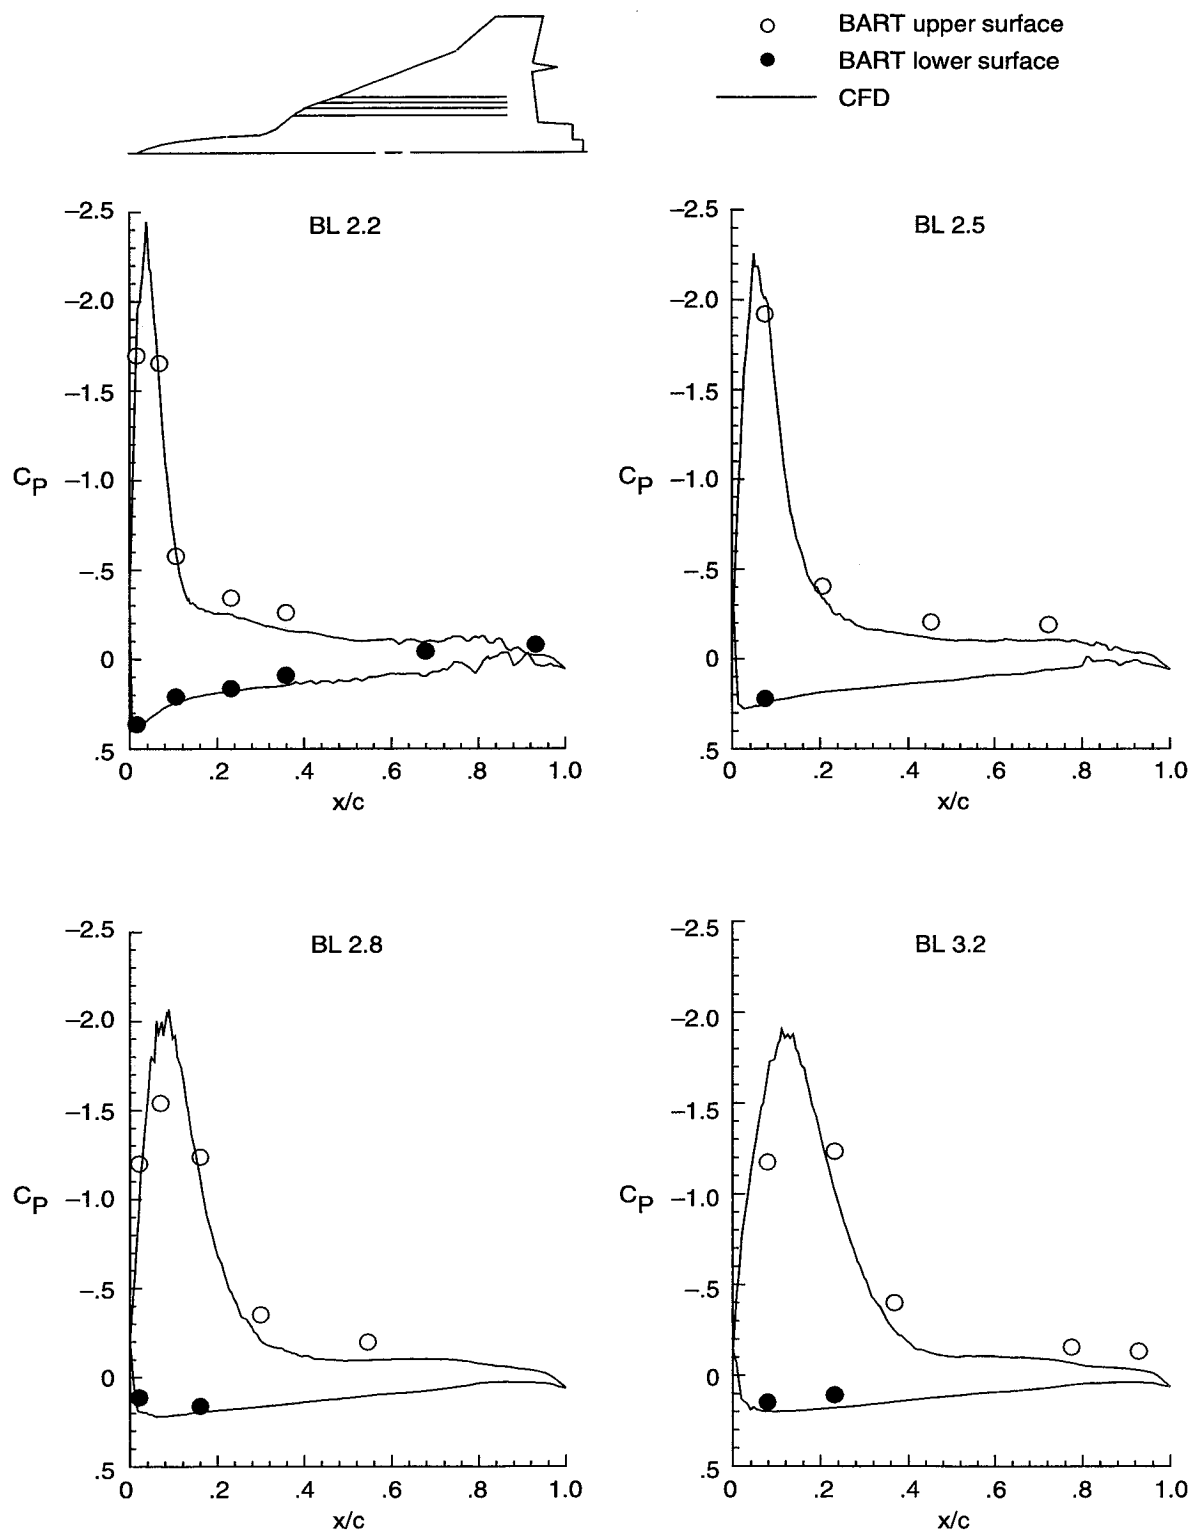 BART upper surface
BART lower surface
CFD
BL 2.2
–2.5
–2.0
–1.5
–1.0
–.5
0
.5
C_P
0 .2 .4 .6 .8 1.0
x/c
BL 2.5
–2.5
–2.0
–1.5
–1.0
–.5
0
.5
C_P
0 .2 .4 .6 .8 1.0
x/c
BL 2.8
–2.5
–2.0
–1.5
–1.0
–.5
0
.5
C_P
0 .2 .4 .6 .8 1.0
x/c
BL 3.2
–2.5
–2.0
–1.5
–1.0
–.5
0
.5
C_P
0 .2 .4 .6 .8 1.0
x/c